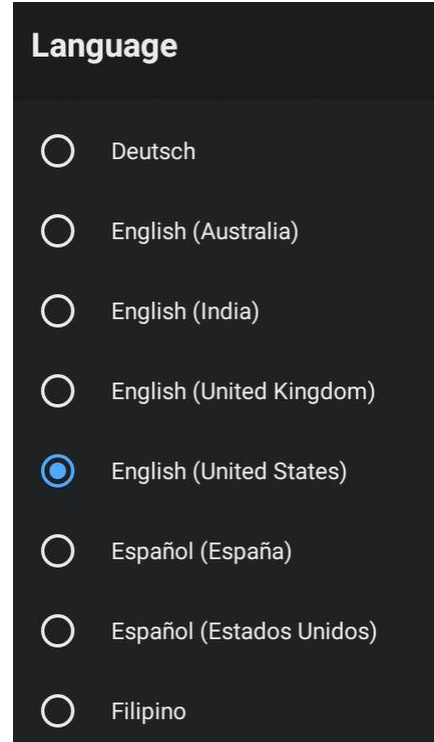 Language
Deutsch
English (Australia)
English (India)
English (United Kingdom)
English (United States)
Español (España)
Español (Estados Unidos)
Filipino